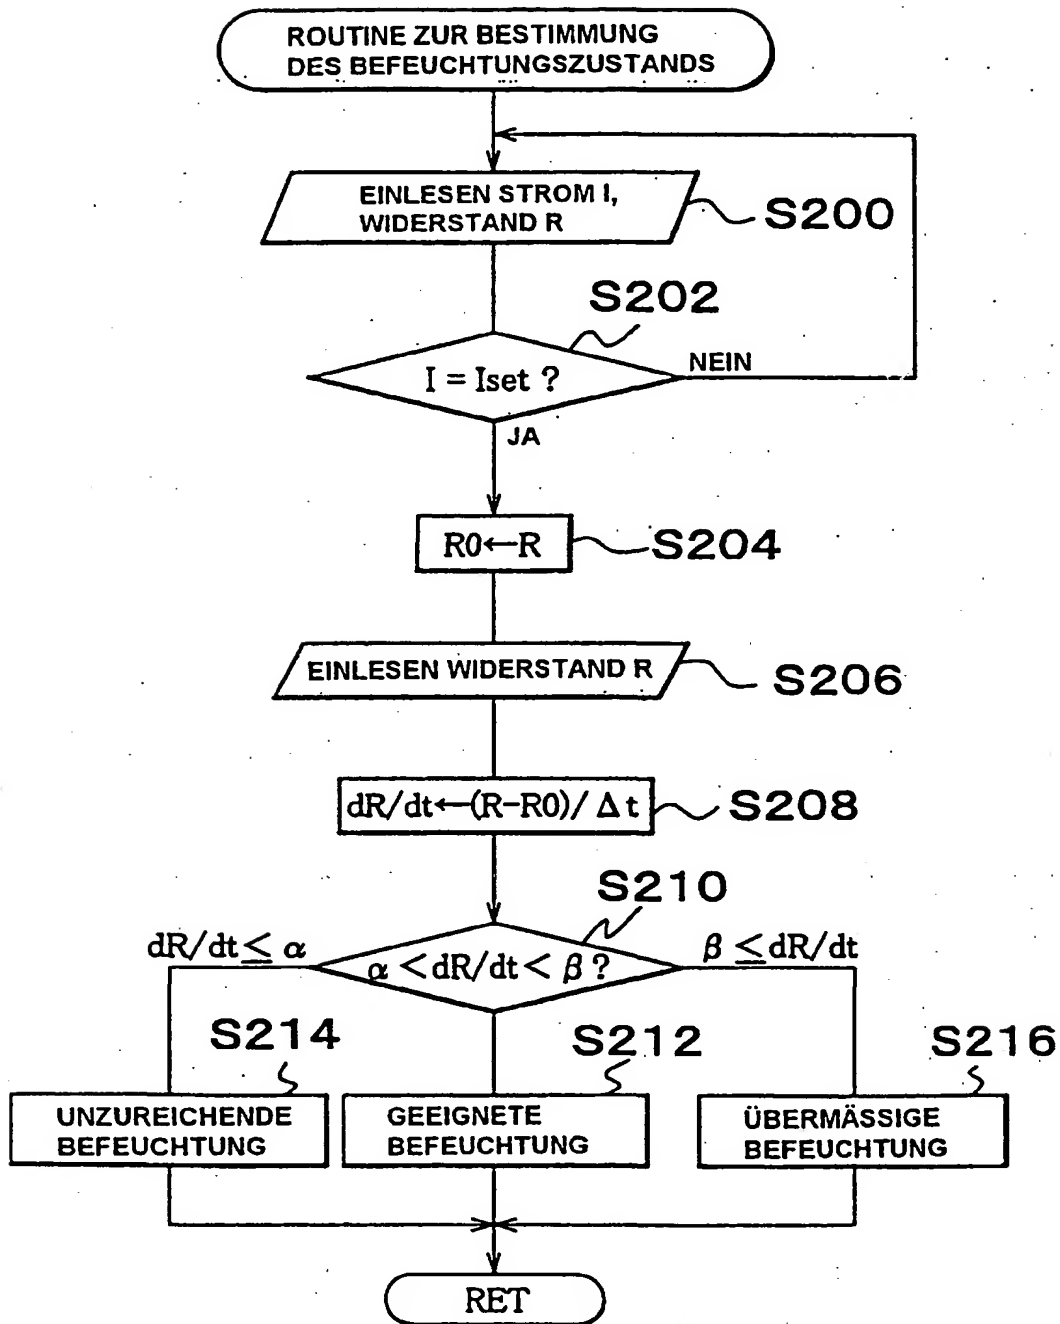 ROUTINE ZUR BESTIMMUNG
DES BEFEUCHTUNGSZUSTANDS
EINLESEN STROM I,
WIDERSTAND R
S200
S202
I = Iset ?
NEIN
JA
R0←R
S204
EINLESEN WIDERSTAND R
S206
dR/dt←(R-R0)/ Δt
S208
S210
dR/dt≤ α
α <dR/dt< β ?
β ≤dR/dt
S214
S212
S216
UNZUREICHENDE
BEFEUCHTUNG
GEEIGNETE
BEFEUCHTUNG
ÜBERMÄSSIGE
BEFEUCHTUNG
RET